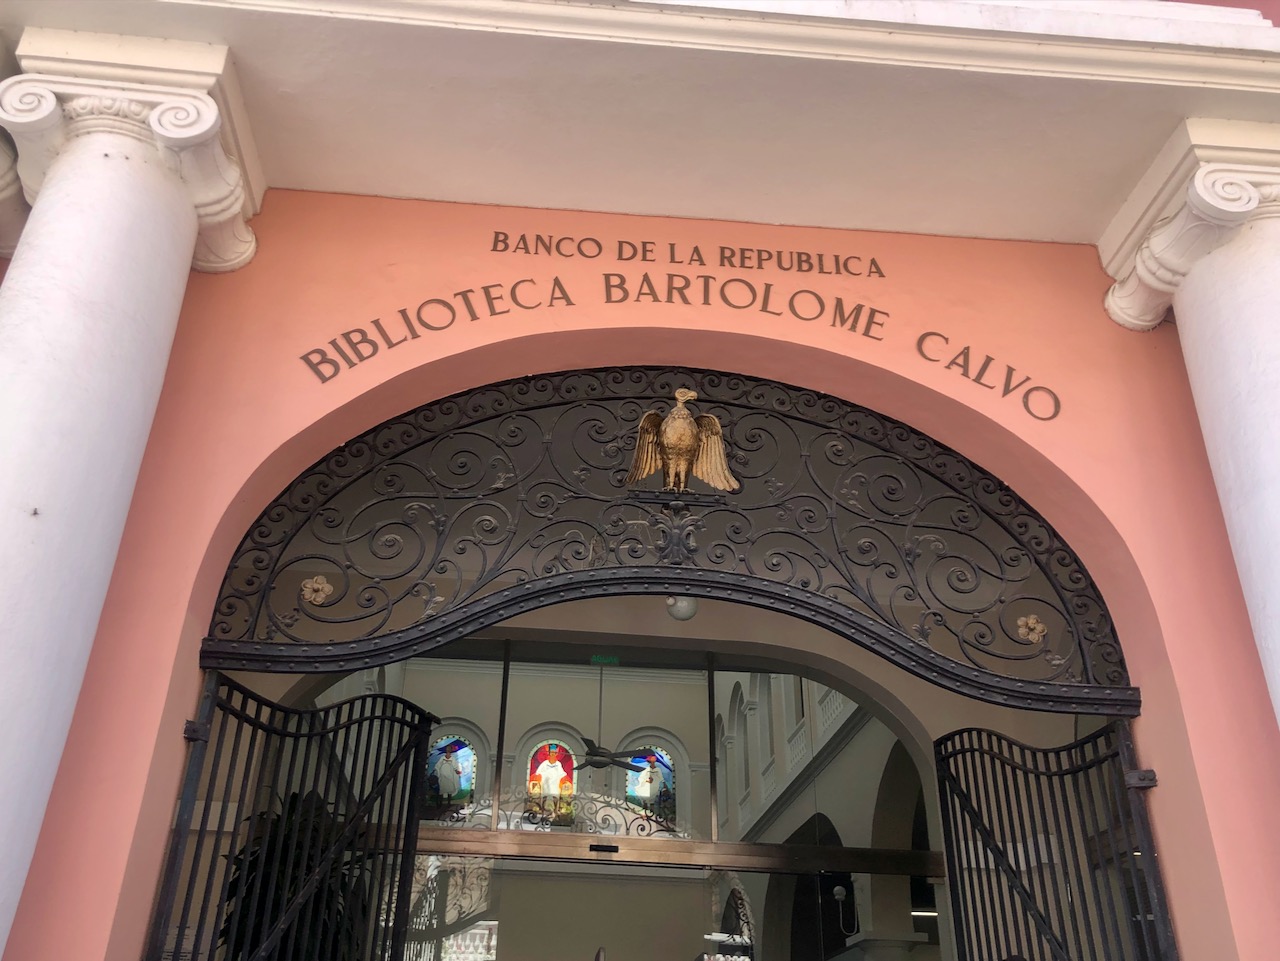 BANCO DE LA REPUBLICA
BIBLIOTECA BARTOLOME CALVO